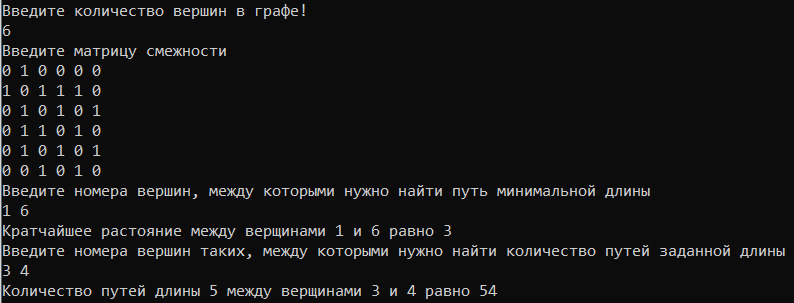 Введите количество вершин в графе!
6
Введите матрицу смежности
0 1 0 0 0 0
1 0 1 1 1 0
0 1 0 1 0 1
0 1 1 0 1 0
0 1 0 1 0 1
0 0 1 0 1 0
Введите номера вершин, между которыми нужно найти путь минимальной длины
1 6
Кратчайшее растояние между верщинами 1 и 6 равно 3
Введите номера вершин таких, между которыми нужно найти количество путей заданной длины
3 4
Количество путей длины 5 между верщинами 3 и 4 равно 54